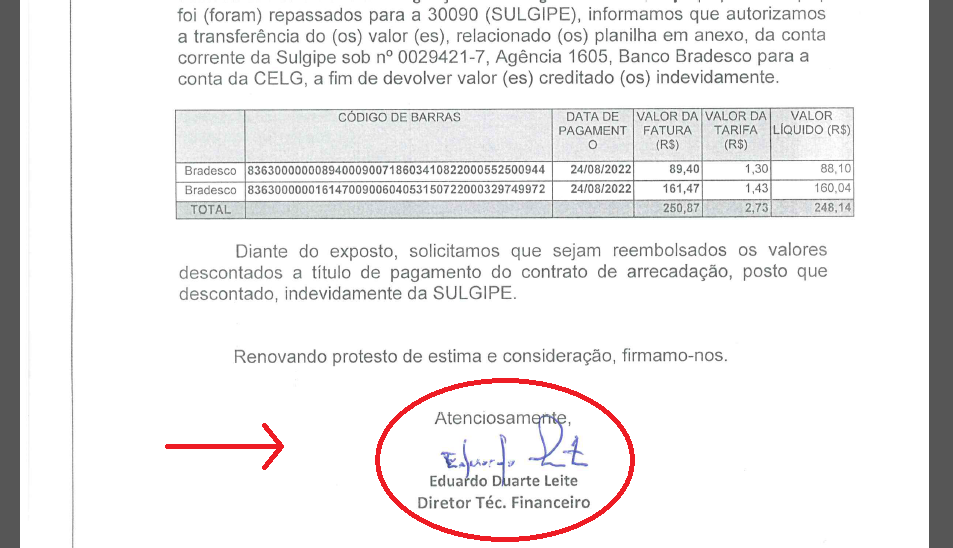 foi (foram) repassados para a 30090 (SULGIPE), informamos que autorizamos
a transferência do (os) valor (es), relacionado (os) planilha em anexo, da conta
corrente da Sulgipe sob nº 0029421-7, Agência 1605, Banco Bradesco para a
conta da CELG, a fim de devolver valor (es) creditado (os) indevidamente.
CÓDIGO DE BARRAS DATA DE PAGAMENT O VALOR DA FATURA (R$) VALOR DA TARIFA (R$) VALOR LÍQUIDO (R$)
Bradesco 83630000000894000900718603410822000552500944 24/08/2022 89,40 1,30 88,10
Bradesco 83630000001614700900604053150722000329749972 24/08/2022 161,47 1,43 160,04
TOTAL 250,87 2,73 248,14
Diante do exposto, solicitamos que sejam reembolsados os valores
descontados a título de pagamento do contrato de arrecadação, posto que
descontado, indevidamente da SULGIPE.
Renovando protesto de estima e consideração, firmamo-nos.
Atenciosamente,
Eduardo Duarte Leite
Diretor Téc. Financeiro